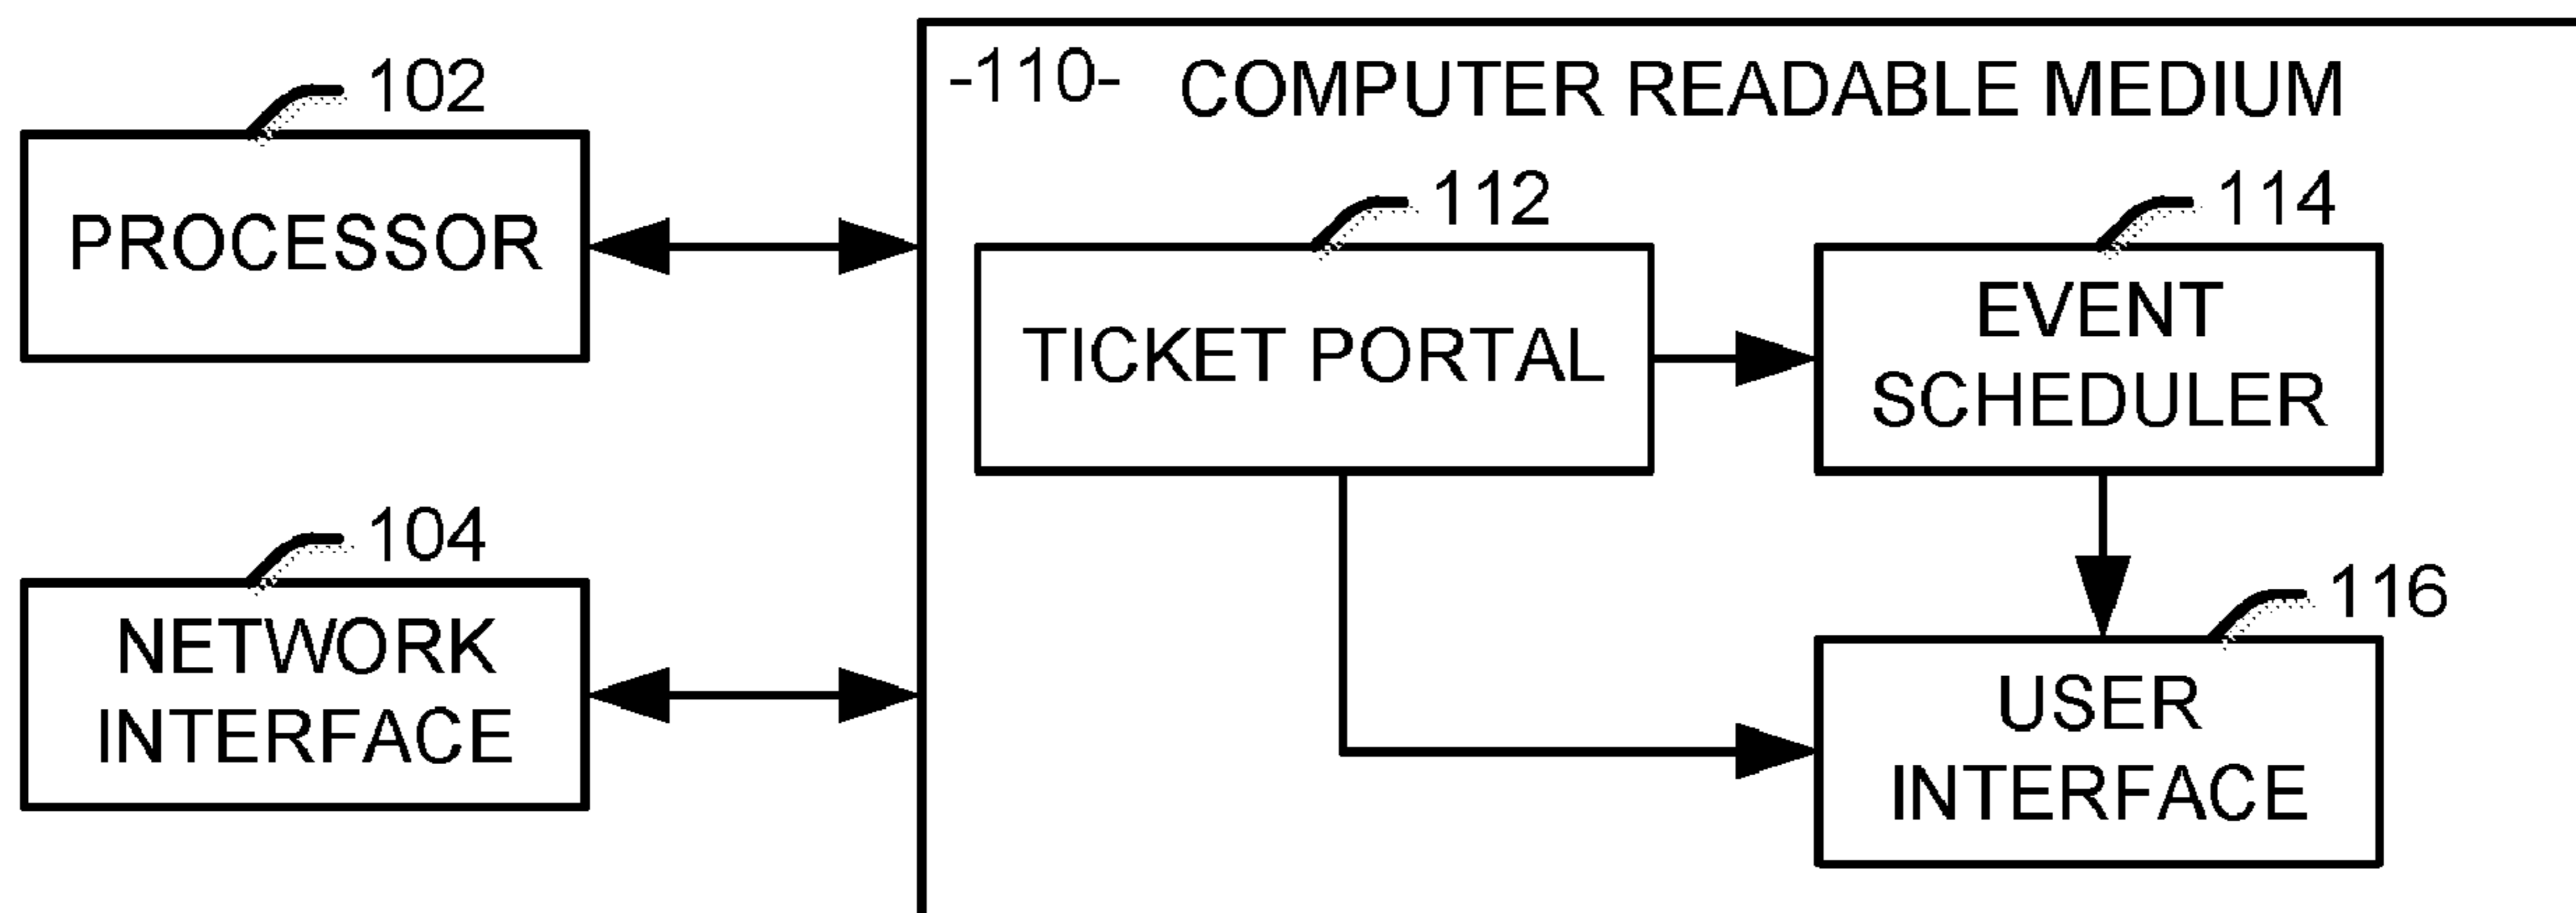 102
PROCESSOR
104
NETWORK
INTERFACE
-110- COMPUTER READABLE MEDIUM
112
TICKET PORTAL
114
EVENT
SCHEDULER
116
USER
INTERFACE